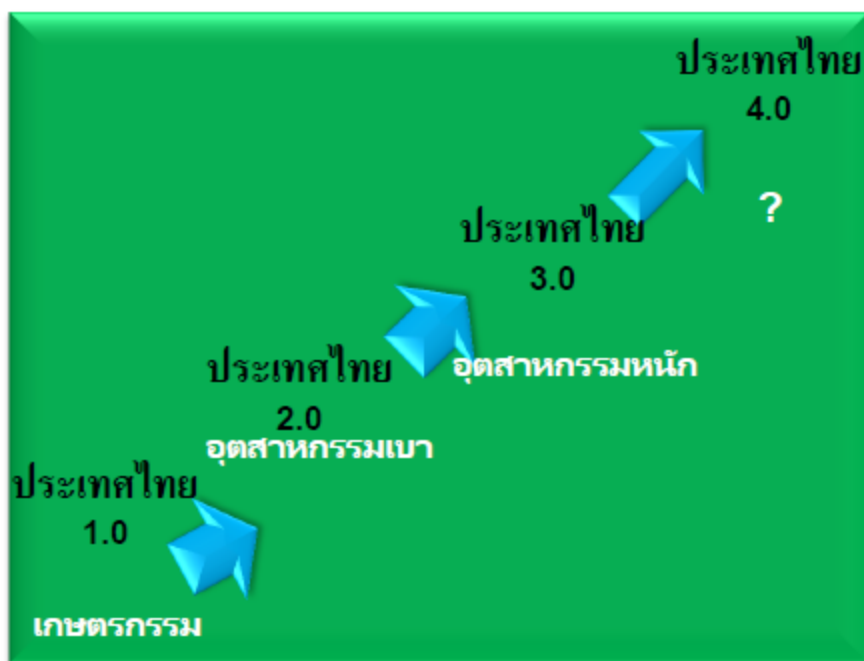 ประเทศไทย
4.0
?
ประเทศไทย
3.0
อุตสาหกรรมหนัก
ประเทศไทย
2.0
อุตสาหกรรมเบา
ประเทศไทย
1.0
เกษตรกรรม